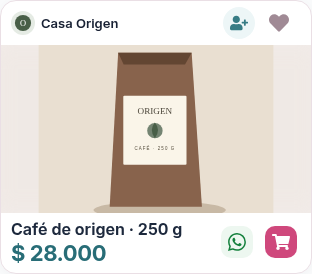 O
Casa Origen
ORIGEN
CAFÉ · 250 G
Café de origen · 250 g
$ 28.000